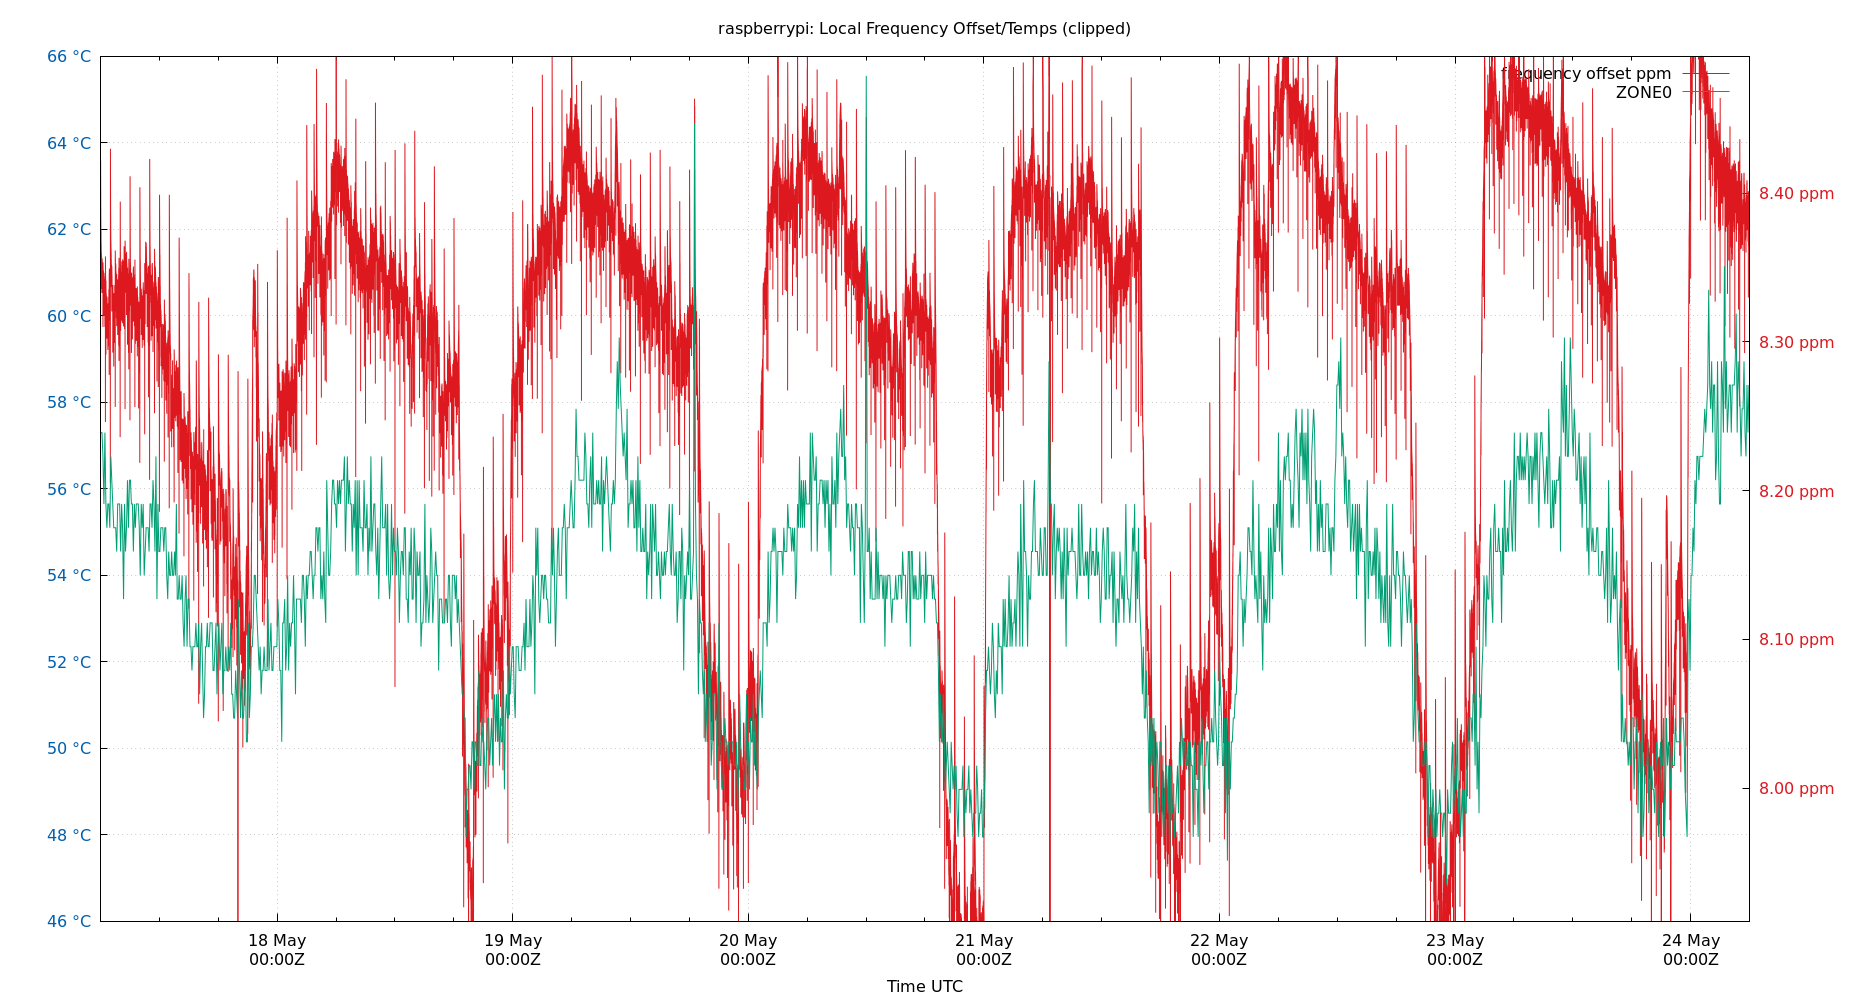 raspberrypi: Local Frequency Offset/Temps (clipped)
66 °C
64 °C
62 °C
60 °C
58 °C
56 °C
54 °C
52 °C
50 °C
48 °C
46 °C
frequency offset ppm
ZONE0
8.40 ppm
8.30 ppm
8.20 ppm
8.10 ppm
8.00 ppm
18 May 19 May 20 May 21 May 22 May 23 May 24 May
00:00Z 00:00Z 00:00Z 00:00Z 00:00Z 00:00Z 00:00Z
Time UTC